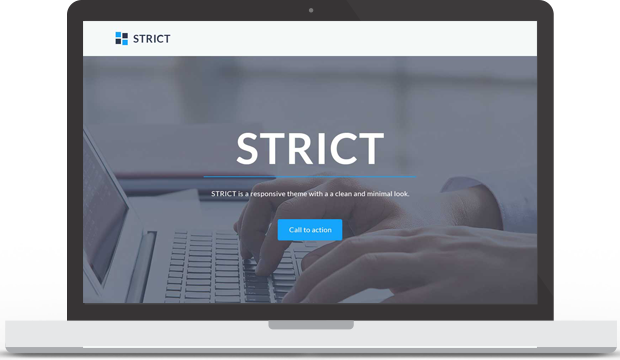 STRICT
STRICT
STRICT is a responsive theme with a a clean and minimal look.
Call to action